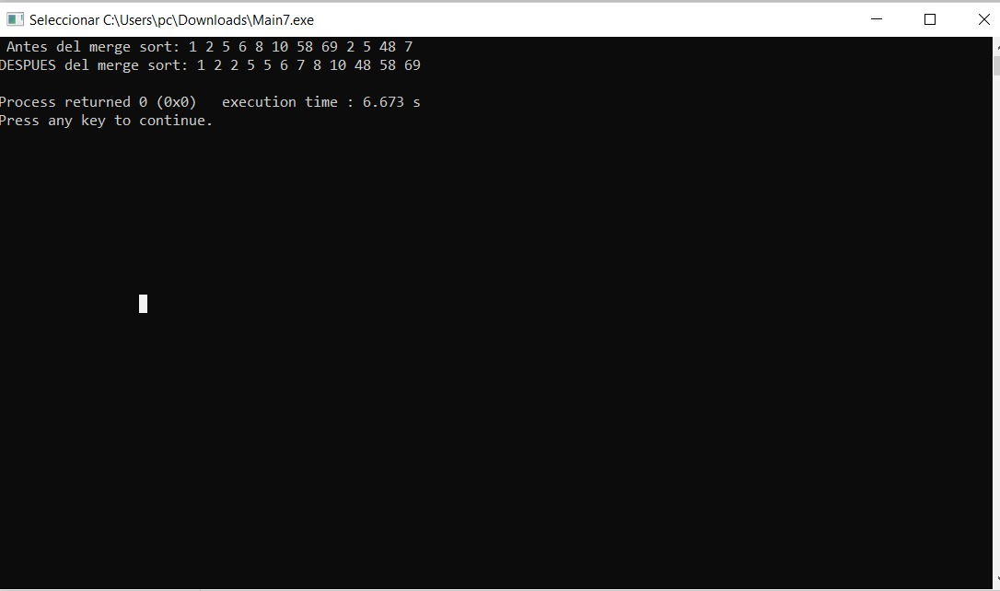 Seleccionar C:\Users\pc\Downloads\Main7.exe
Antes del merge sort: 1 2 5 6 8 10 58 69 2 5 48 7
DESPUES del merge sort: 1 2 2 5 5 6 7 8 10 48 58 69
Process returned 0 (0x0)   execution time : 6.673 s
Press any key to continue.